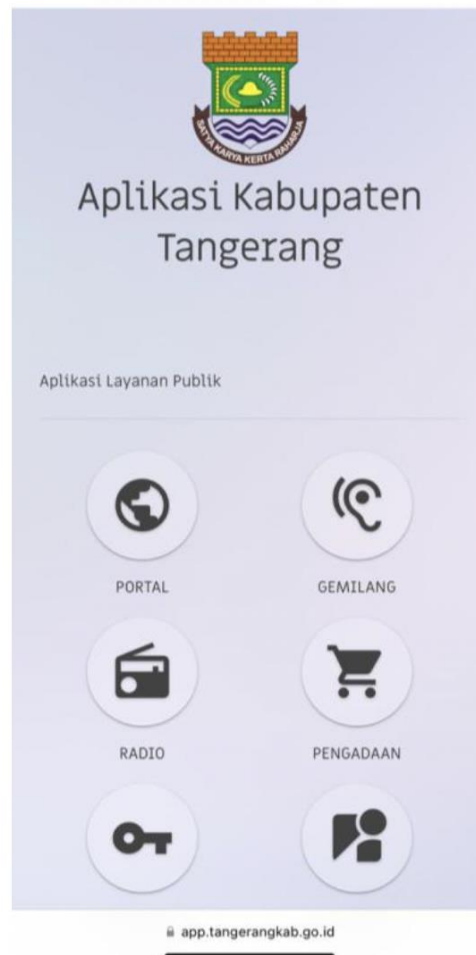 SATYA KARYA KERTA RAHARJA
Aplikasi Kabupaten
Tangerang
Aplikasi Layanan Publik
PORTAL
GEMILANG
RADIO
PENGADAAN
app.tangerangkab.go.id